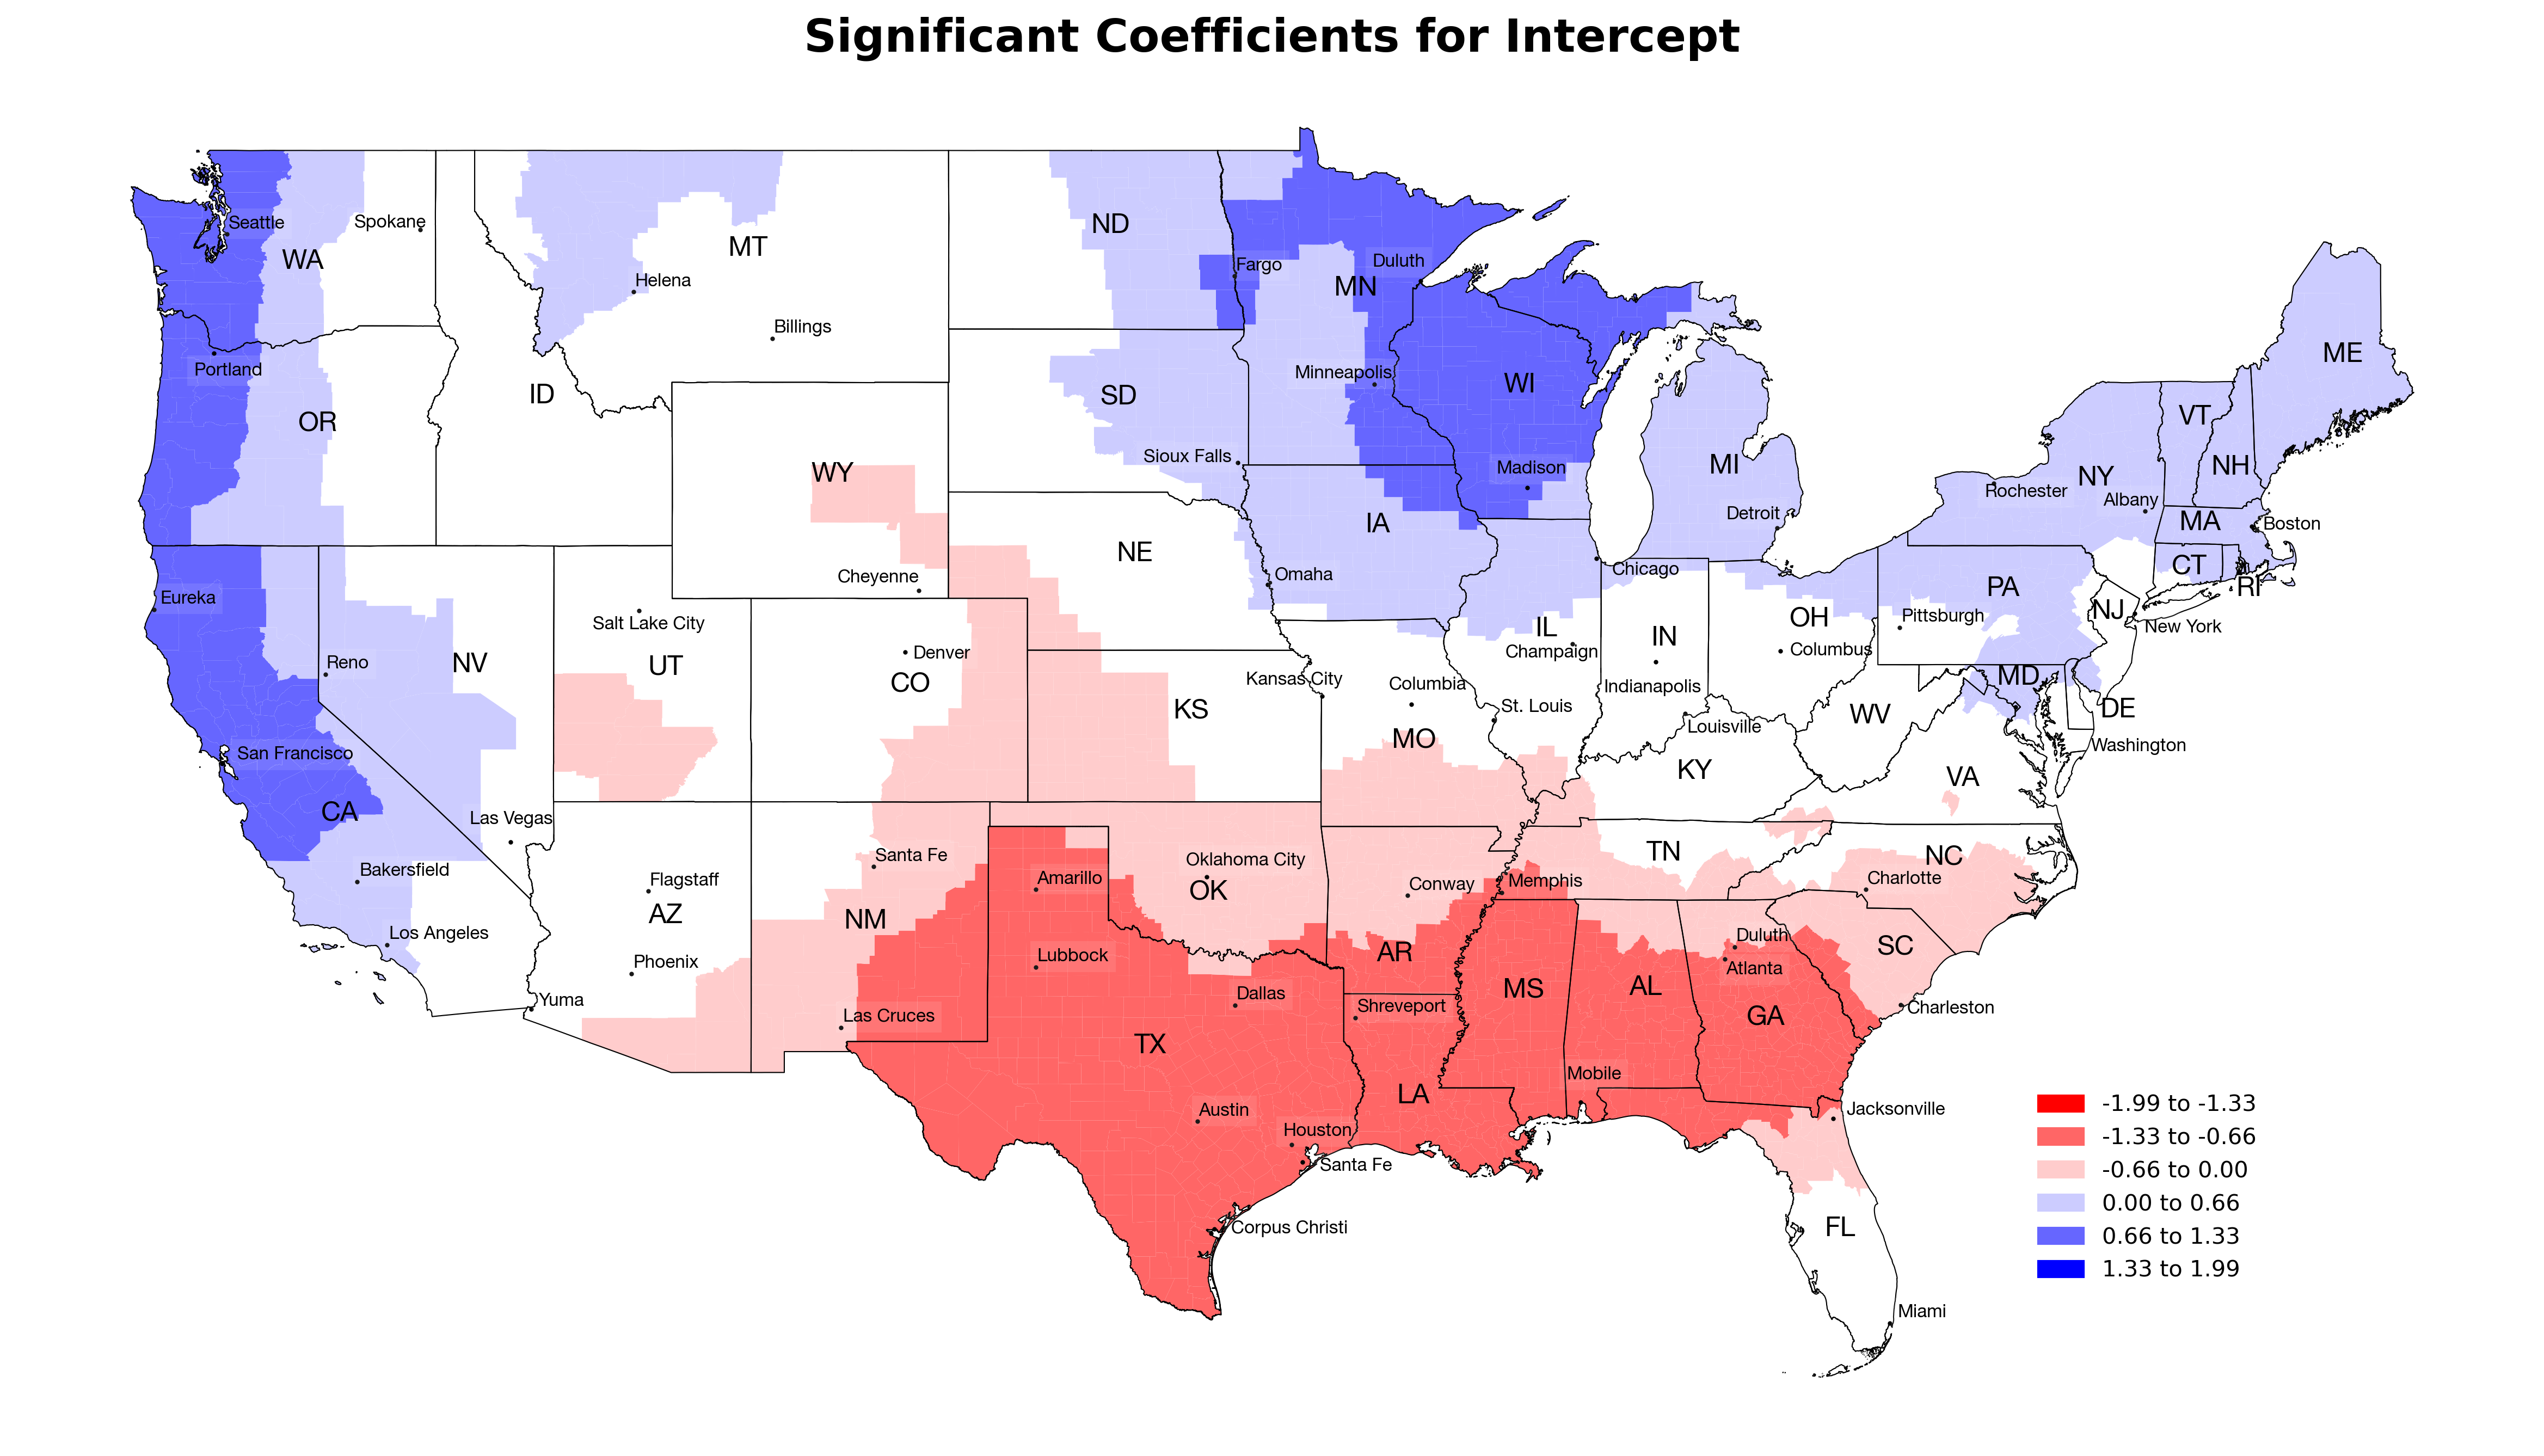 Significant Coefficients for Intercept
Seattle
Spokane
WA
ND
MT
Helena
Fargo
Duluth
MN
Billings
Portland
ID
OR
SD
Minneapolis
WI
ME
VT
Sioux Falls
Madison
MI
NH
NY
Rochester
Albany
WY
Detroit
IA
MA
Boston
NE
Cheyenne
Omaha
Chicago
CT
RI
PA
Eureka
NJ
Salt Lake City
IL
IN
OH
Pittsburgh
New York
Champaign
Columbus
Reno
NV
UT
Denver
CO
Kansas City
Columbia
Indianapolis
MD
KS
St. Louis
WV
DE
Louisville
MO
Washington
San Francisco
KY
VA
CA
Las Vegas
TN
NC
Santa Fe
Oklahoma City
Bakersfield
Flagstaff
Amarillo
OK
Conway
Memphis
Charlotte
AZ
NM
Los Angeles
Duluth
SC
Phoenix
Lubbock
AR
Atlanta
Yuma
Las Cruces
Dallas
Shreveport
MS
AL
GA
Charleston
TX
Mobile
LA
Austin
Jacksonville
Houston
Santa Fe
Corpus Christi
FL
Miami
-1.99 to -1.33
-1.33 to -0.66
-0.66 to 0.00
0.00 to 0.66
0.66 to 1.33
1.33 to 1.99